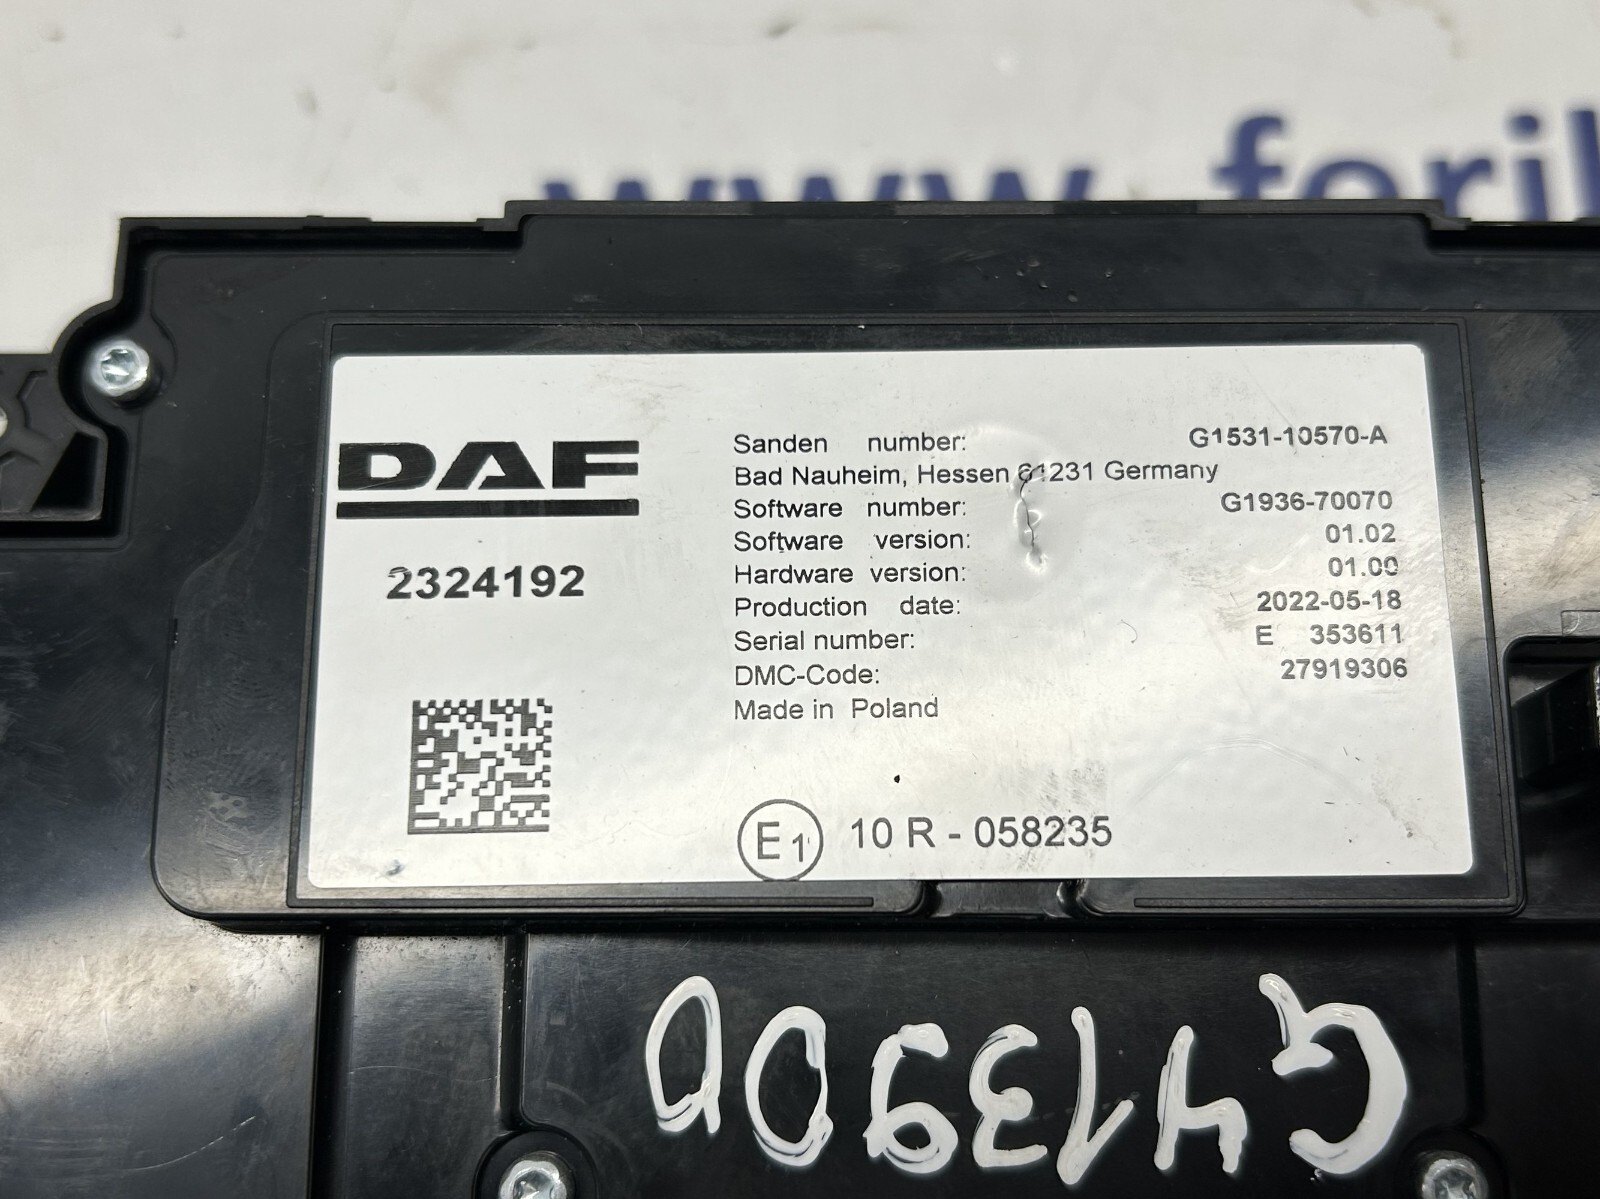 www
DAF
2324192
Sanden number: G1531-10570-A
Bad Nauheim, Hessen 61231 Germany
Software number: G1936-70070
Software version: 01.02
Hardware version: 01.00
Production date: 2022-05-18
Serial number: E 353611
DMC-Code: 27919306
Made in Poland
E1 10 R - 058235
G413900